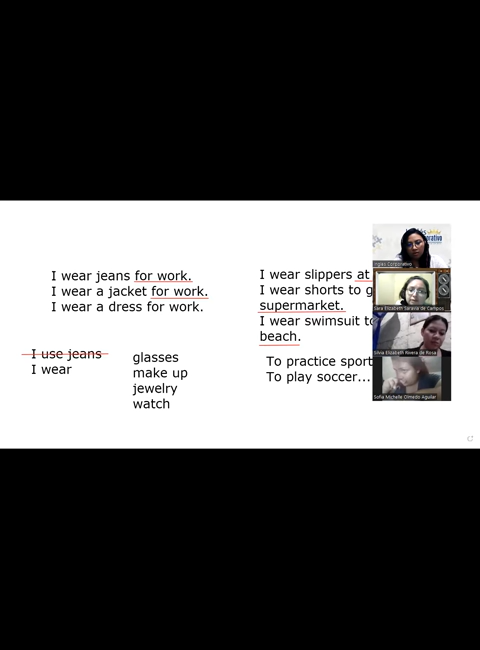 I wear jeans for work.
I wear a jacket for work.
I wear a dress for work.
I use jeans
I wear
glasses
make up
jewelry
watch
I wear slippers at
I wear shorts to g
supermarket.
I wear swimsuit to
beach.
To practice sport
To play soccer...
Inglés Corporativo
Sara Elizabeth Saravia de Campos
Silvia Elizabeth Rivera de Rosa
Sofia Michelle Olmedo Aguilar